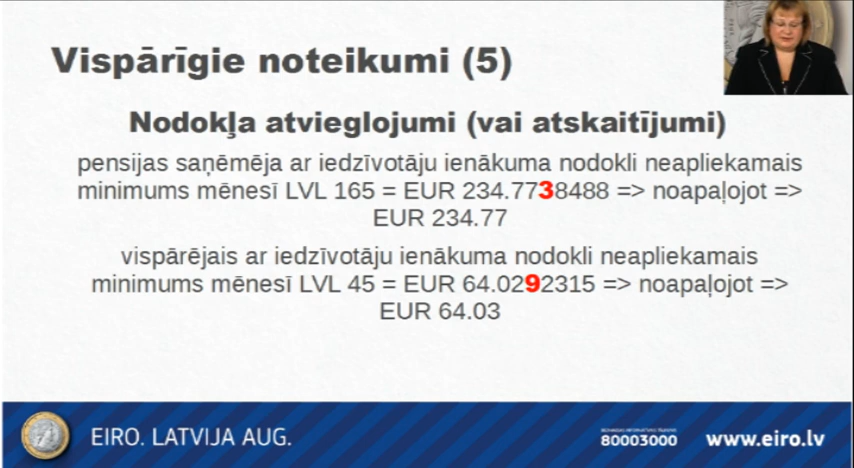 Vispārīgie noteikumi (5)
Nodokļa atvieglojumi (vai atskaitījumi)
pensijas saņēmēja ar iedzīvotāju ienākuma nodokli neapliekamais
minimums mēnesī LVL 165 = EUR 234.7738488 => noapaļojot =>
EUR 234.77
vispārējais ar iedzīvotāju ienākuma nodokli neapliekamais
minimums mēnesī LVL 45 = EUR 64.0292315 => noapaļojot =>
EUR 64.03
EIRO. LATVIJA AUG.
80003000
www.eiro.lv